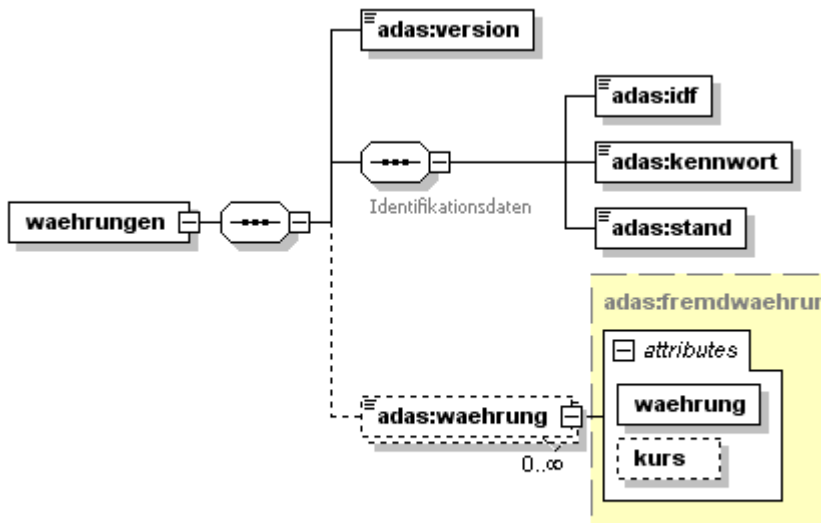 adas:version
adas:idf
adas:kennwort
Identifikationsdaten
waehrungen
adas:stand
adas:fremdwaehrun
attributes
adas:waehrung
waehrung
0..∞
kurs